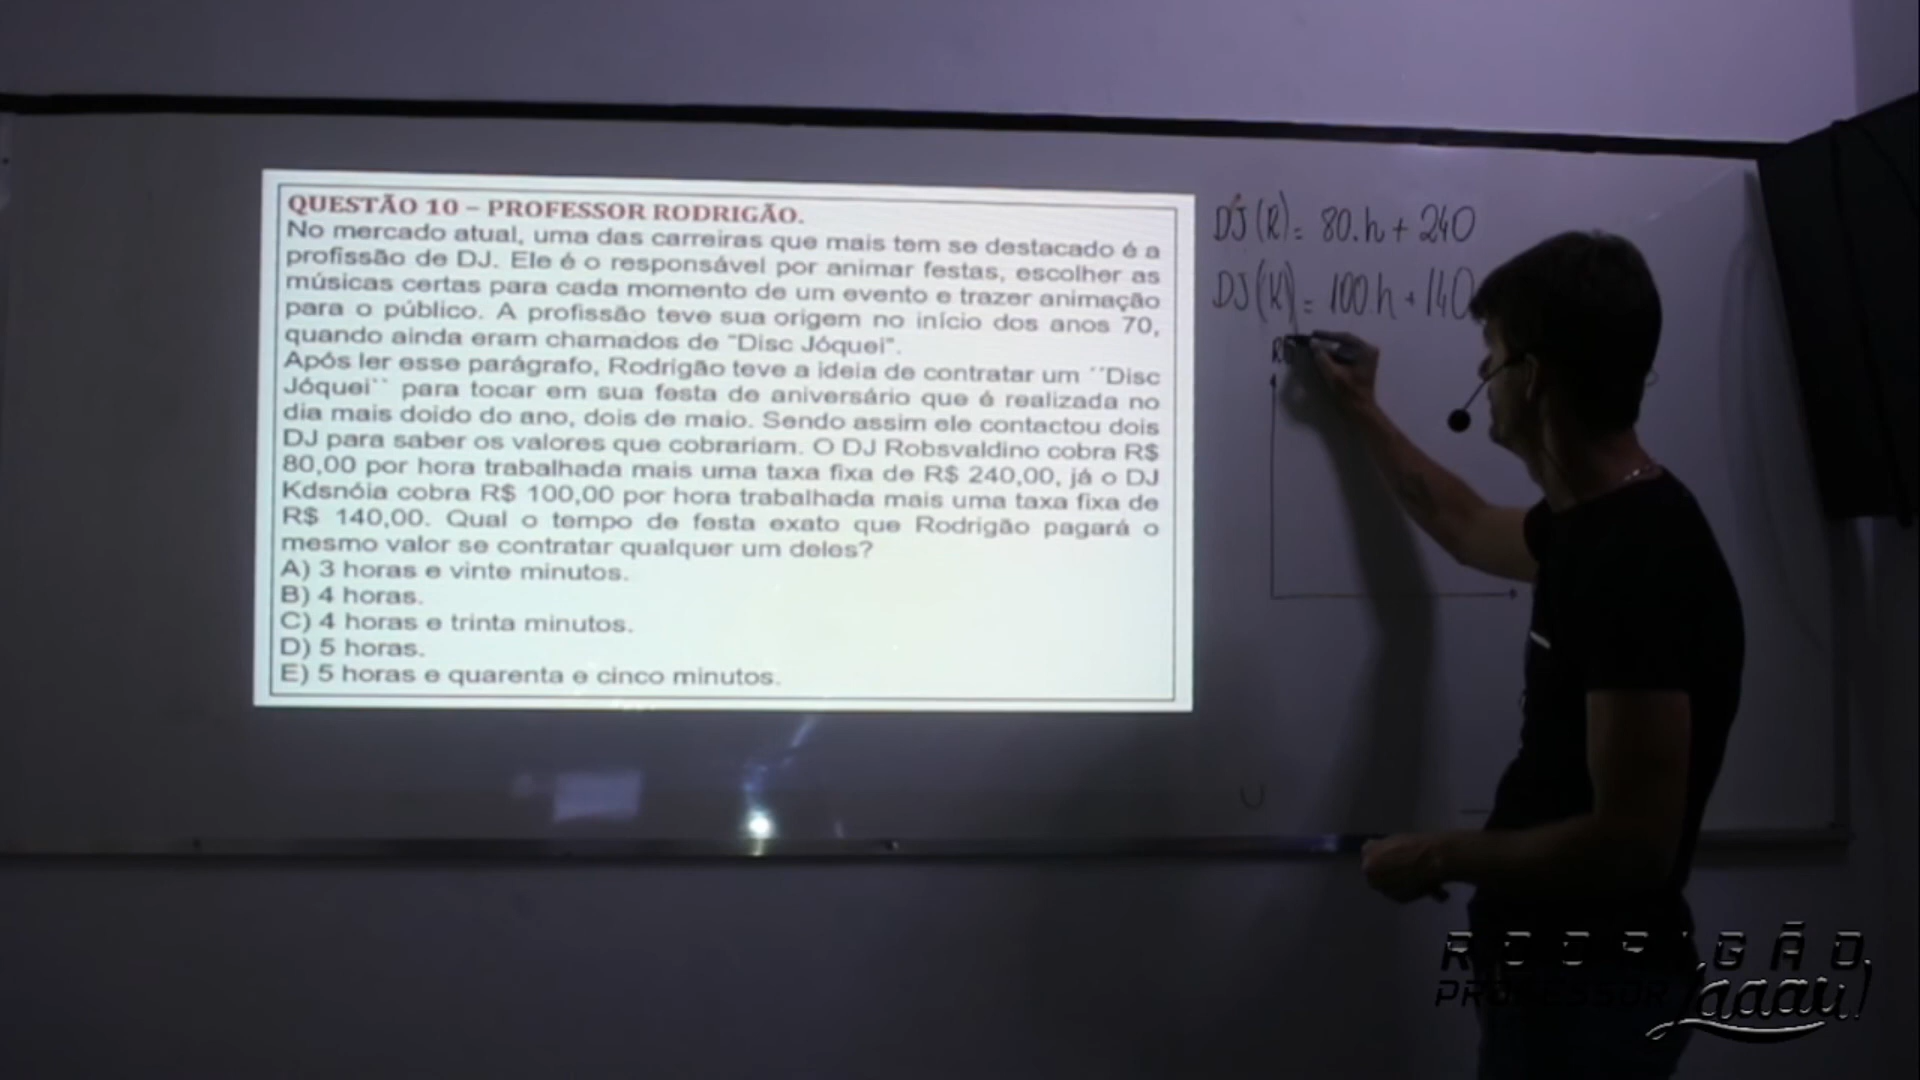 QUESTÃO 10 – PROFESSOR RODRIGÃO.
No mercado atual, uma das carreiras que mais tem se destacado é a
profissão de DJ. Ele é o responsável por animar festas, escolher as
músicas certas para cada momento de um evento e trazer animação
para o público. A profissão teve sua origem no início dos anos 70,
quando ainda eram chamados de "Disc Jóquei".
Após ler esse parágrafo, Rodrigão teve a ideia de contratar um ´´Disc
Jóquei`` para tocar em sua festa de aniversário que é realizada no
dia mais doido do ano, dois de maio. Sendo assim ele contactou dois
DJ para saber os valores que cobrariam. O DJ Robsvaldino cobra R$
80,00 por hora trabalhada mais uma taxa fixa de R$ 240,00, já o DJ
Kdsnóia cobra R$ 100,00 por hora trabalhada mais uma taxa fixa de
R$ 140,00. Qual o tempo de festa exato que Rodrigão pagará o
mesmo valor se contratar qualquer um deles?
A) 3 horas e vinte minutos.
B) 4 horas.
C) 4 horas e trinta minutos.
D) 5 horas.
E) 5 horas e quarenta e cinco minutos.
DJ (R) = 80.h + 240
DJ (K) = 100h + 140
RODRIGÃO
PROFESSOR